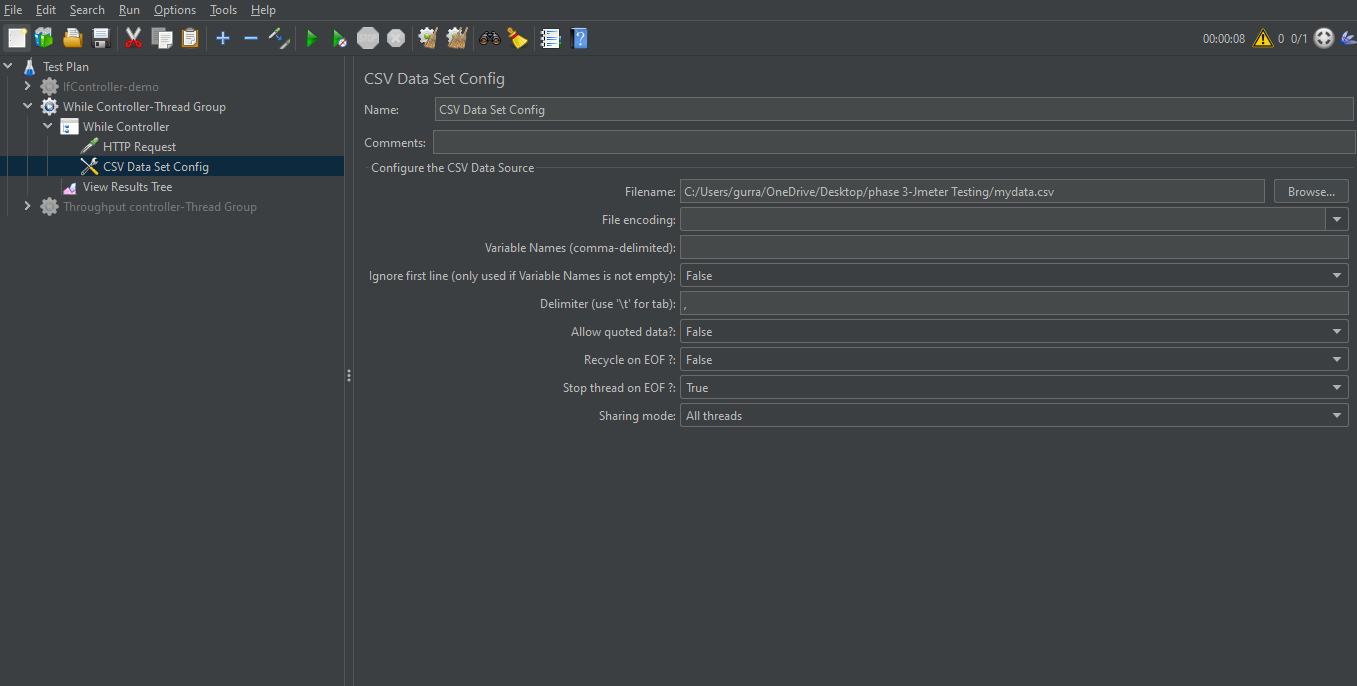 File Edit Search Run Options Tools Help
STOP
00:00:08 0 0/1
Test Plan
IfController-demo
While Controller-Thread Group
While Controller
HTTP Request
CSV Data Set Config
View Results Tree
Throughput controller-Thread Group
CSV Data Set Config
Name: CSV Data Set Config
Comments:
Configure the CSV Data Source
Filename: C:/Users/gurra/OneDrive/Desktop/phase 3-Jmeter Testing/mydata.csv Browse...
File encoding:
Variable Names (comma-delimited):
Ignore first line (only used if Variable Names is not empty): False
Delimiter (use '\t' for tab): ,
Allow quoted data?: False
Recycle on EOF ?: False
Stop thread on EOF ?: True
Sharing mode: All threads